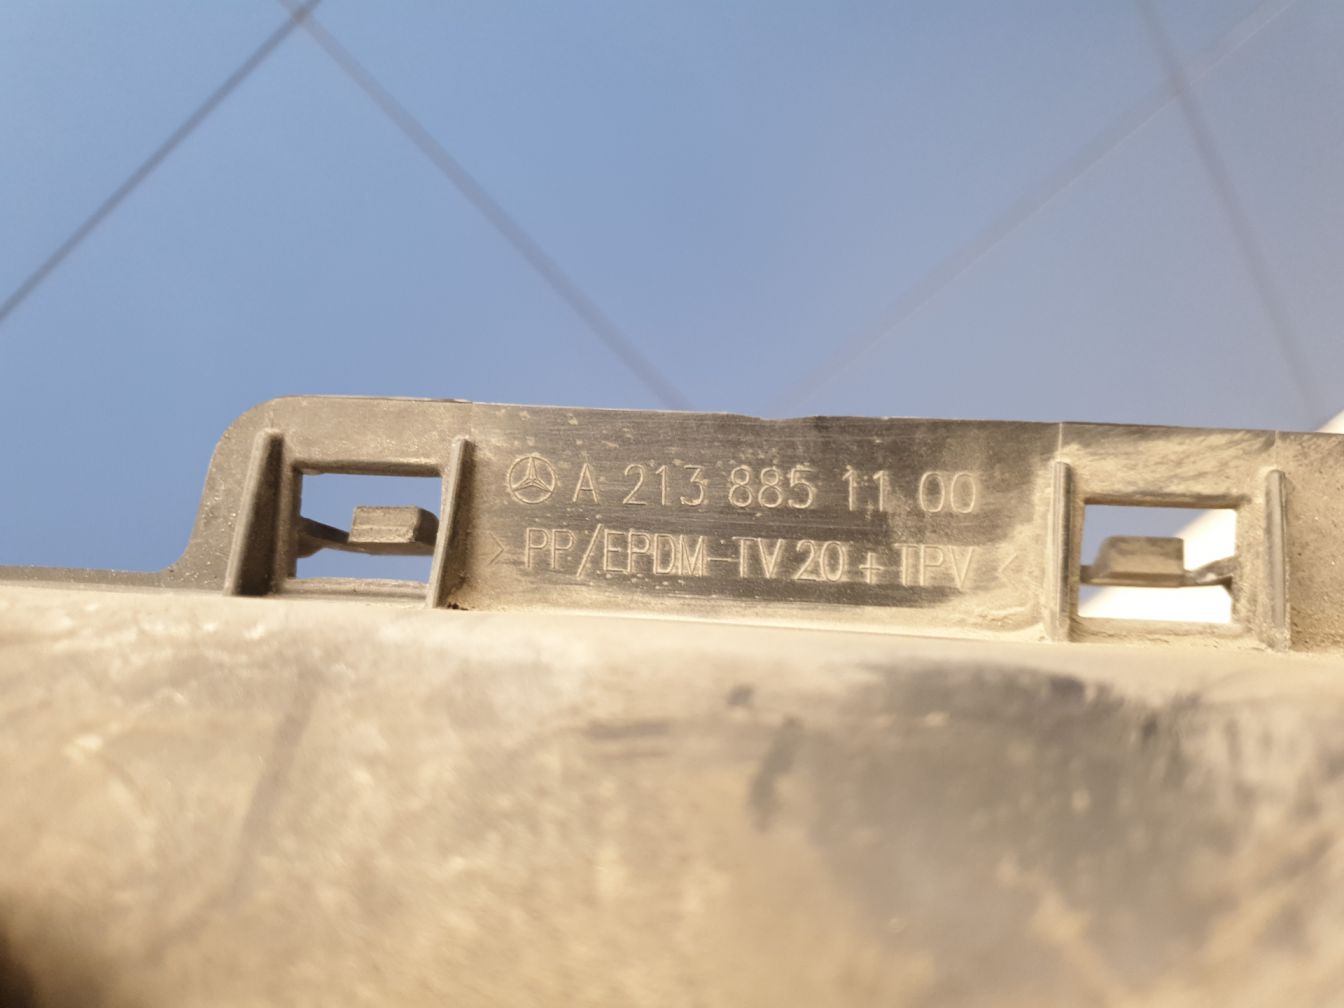 A 213 885 11 00
> PP/EPDM-TV 20 + TPV <